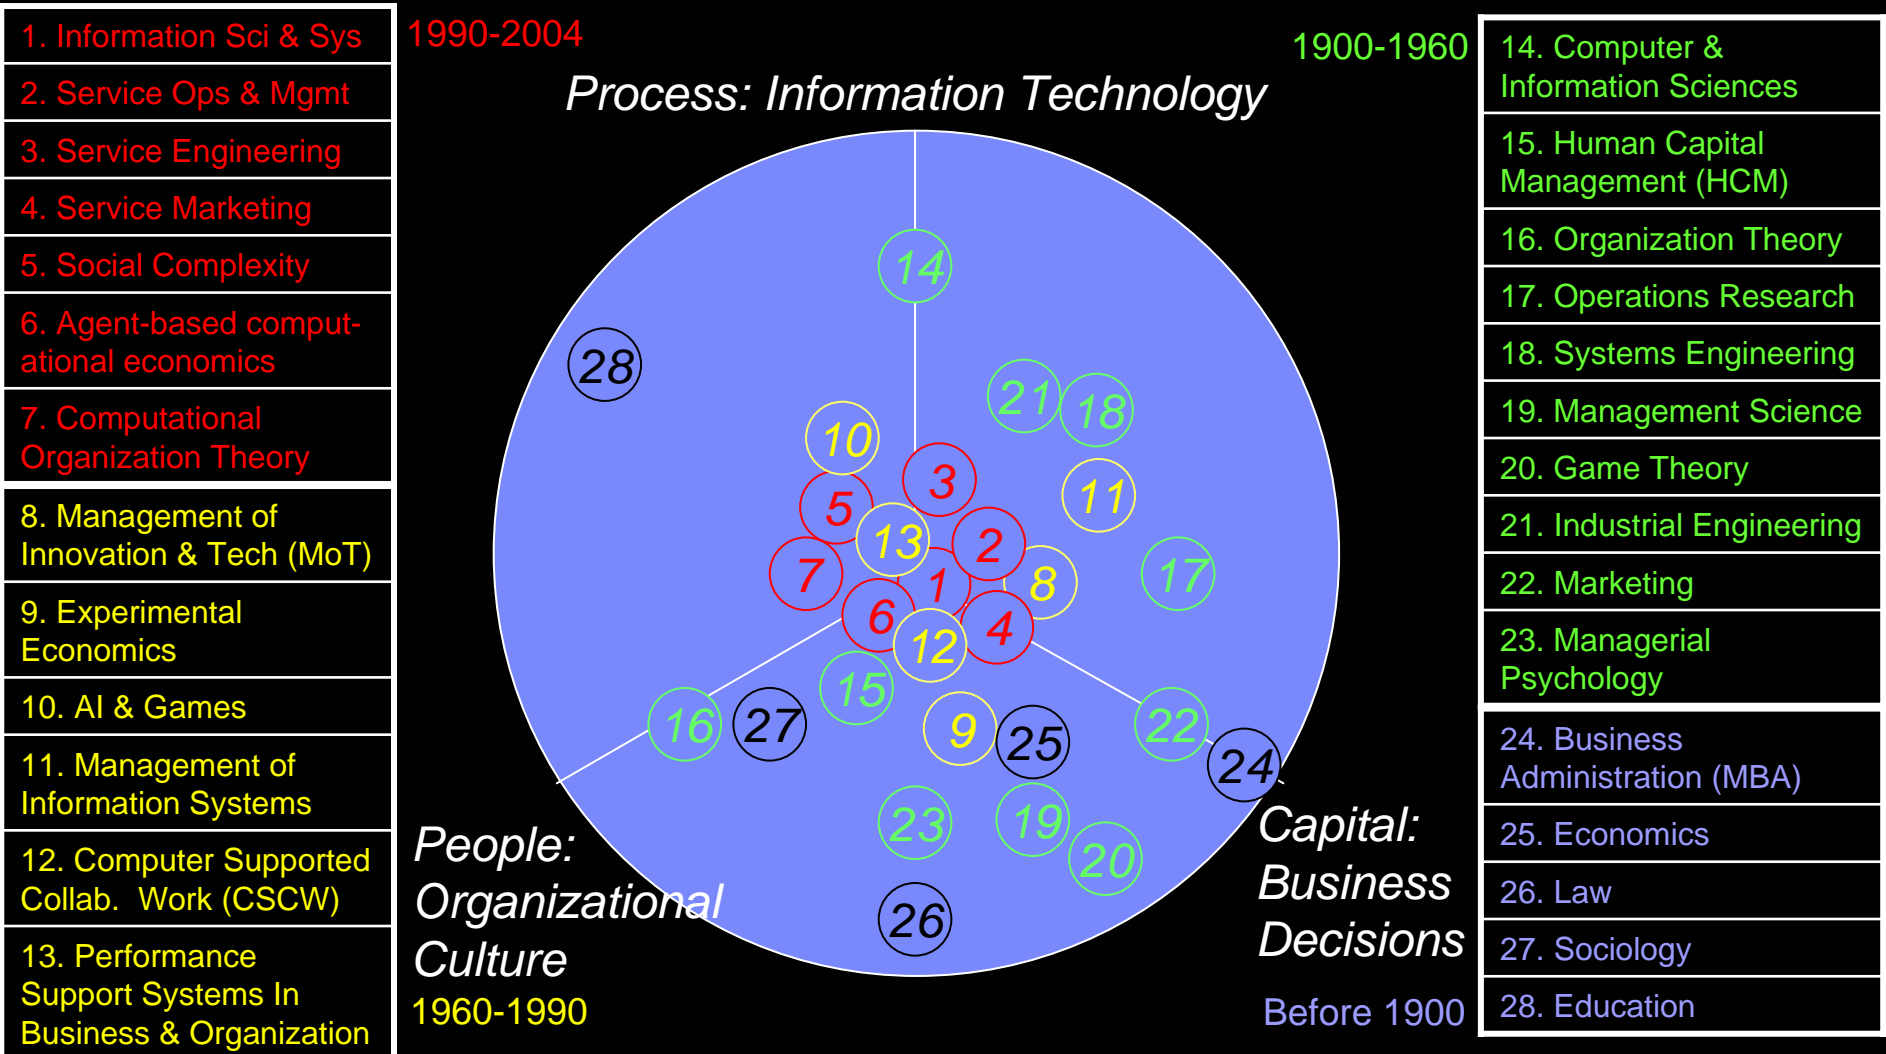 1. Information Sci & Sys
2. Service Ops & Mgmt
3. Service Engineering
4. Service Marketing
5. Social Complexity
6. Agent-based comput-
ational economics
7. Computational
Organization Theory
8. Management of
Innovation & Tech (MoT)
9. Experimental
Economics
10. AI & Games
11. Management of
Information Systems
12. Computer Supported
Collab.  Work (CSCW)
13. Performance
Support Systems In
Business & Organization
1990-2004
1900-1960
Process: Information Technology
14
28
21
18
10
3
11
5
13
2
7
1
8
17
6
4
12
15
16
27
9
25
22
24
23
19
20
26
People:
Organizational
Culture
1960-1990
Capital:
Business
Decisions
Before 1900
14. Computer &
Information Sciences
15. Human Capital
Management (HCM)
16. Organization Theory
17. Operations Research
18. Systems Engineering
19. Management Science
20. Game Theory
21. Industrial Engineering
22. Marketing
23. Managerial
Psychology
24. Business
Administration (MBA)
25. Economics
26. Law
27. Sociology
28. Education